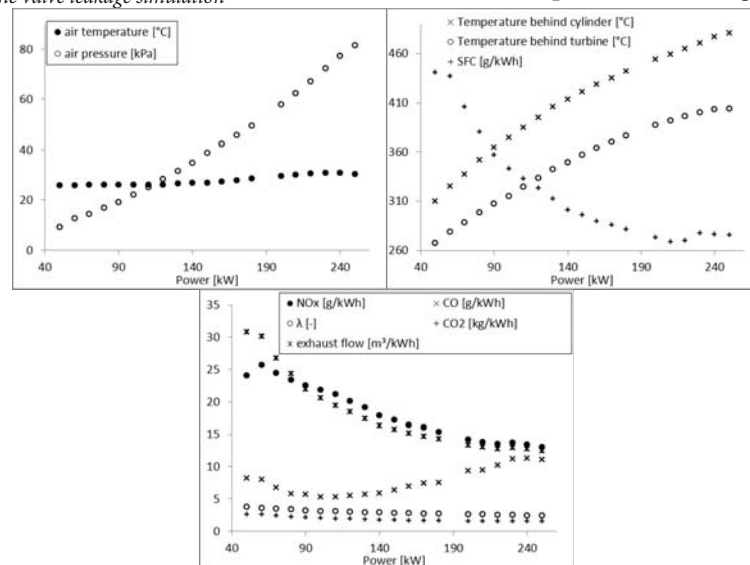 ne valve leakage simulation
air temperature [°C]
air pressure [kPa]
80
60
40
20
0
40 90 140 190 240
Power [kW]
Temperature behind cylinder [°C]
Temperature behind turbine [°C]
SFC [g/kWh]
460
410
360
310
260
40 90 140 190 240
Power [kW]
NOx [g/kWh] CO [g/kWh]
λ [-] CO2 [kg/kWh]
exhaust flow [m³/kWh]
35
30
25
20
15
10
5
0
40 90 140 190 240
Power [kW]